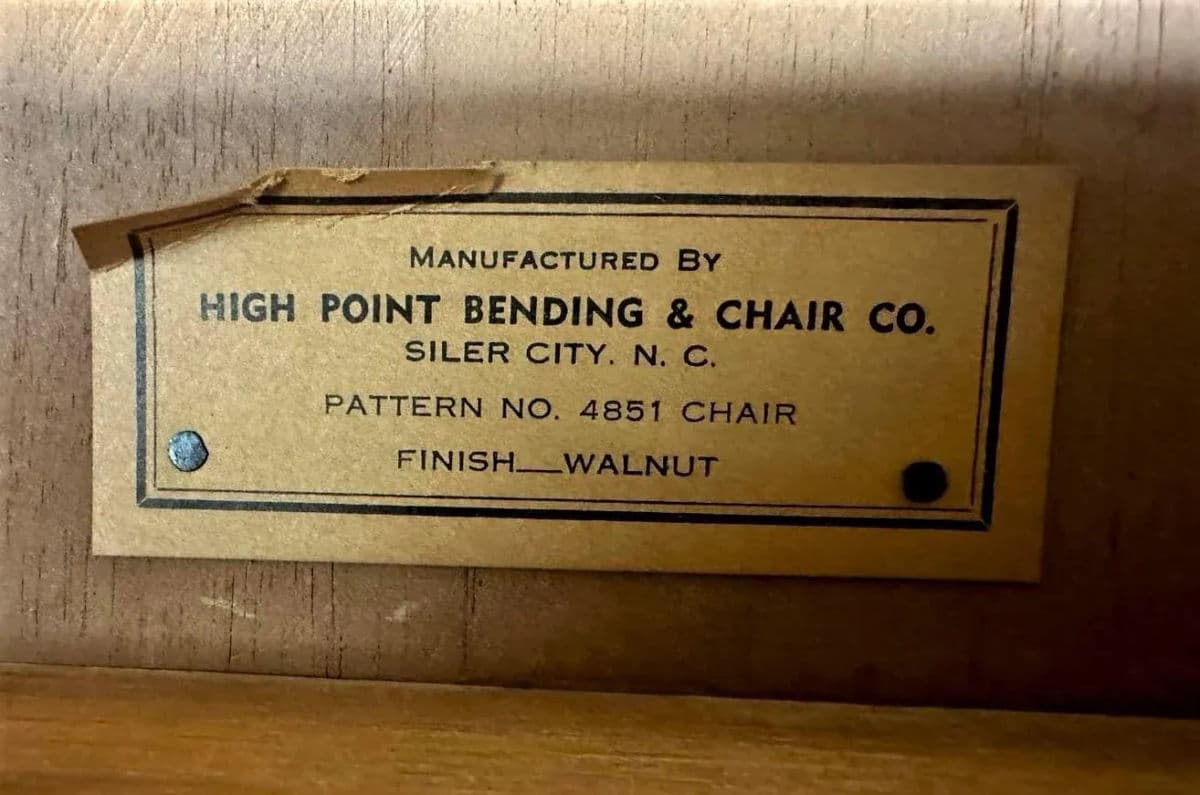 MANUFACTURED BY
HIGH POINT BENDING & CHAIR CO.
SILER CITY. N. C.
PATTERN NO. 4851 CHAIR
FINISH__WALNUT